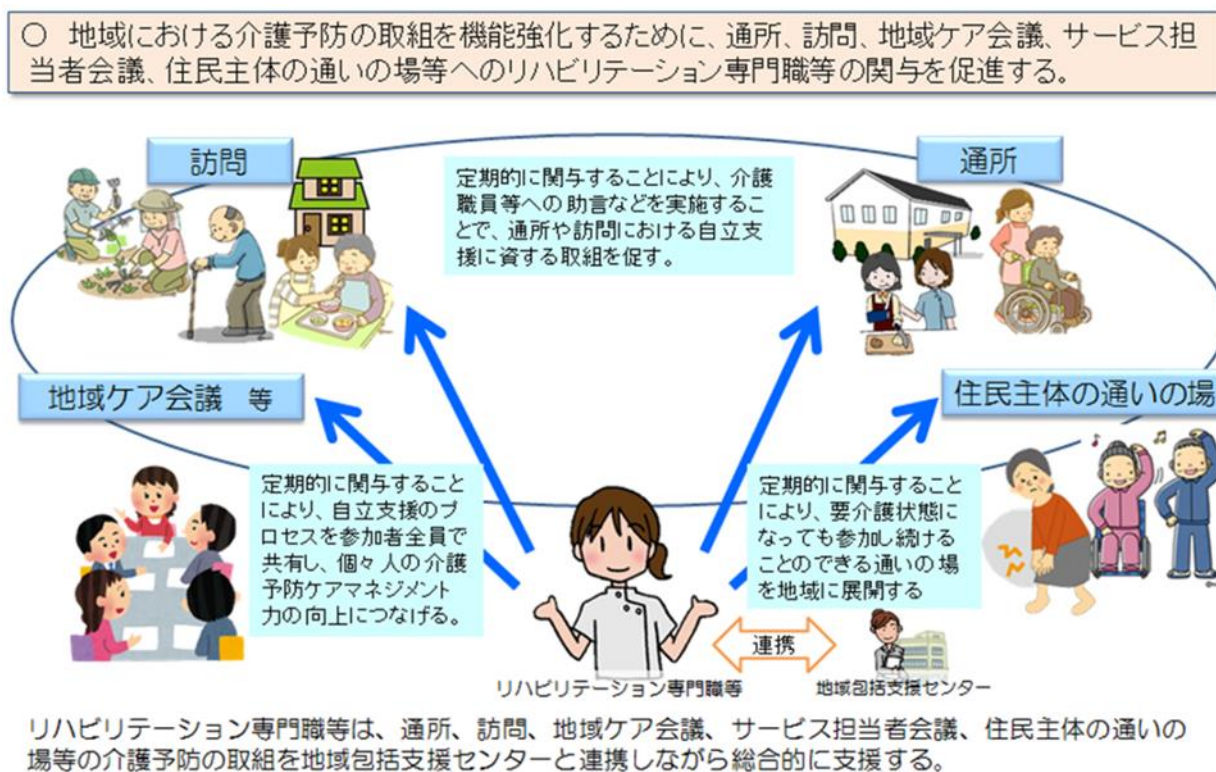 ○　地域における介護予防の取組を機能強化するために、通所、訪問、地域ケア会議、サービス担
当者会議、住民主体の通いの場等へのリハビリテーション専門職等の関与を促進する。
訪問
定期的に関与することにより、介護
職員等への助言などを実施するこ
とで、通所や訪問における自立支
援に資する取組を促す。
通所
地域ケア会議　等
住民主体の通いの場
定期的に関与すること
により、自立支援のプ
ロセスを参加者全員で
共有し、個々人の介護
予防ケアマネジメント
力の向上につなげる。
定期的に関与すること
により、要介護状態に
なっても参加し続ける
ことのできる通いの場
を地域に展開する
連携
リハビリテーション専門職等
地域包括支援センター
リハビリテーション専門職等は、通所、訪問、地域ケア会議、サービス担当者会議、住民主体の通いの
場等の介護予防の取組を地域包括支援センターと連携しながら総合的に支援する。